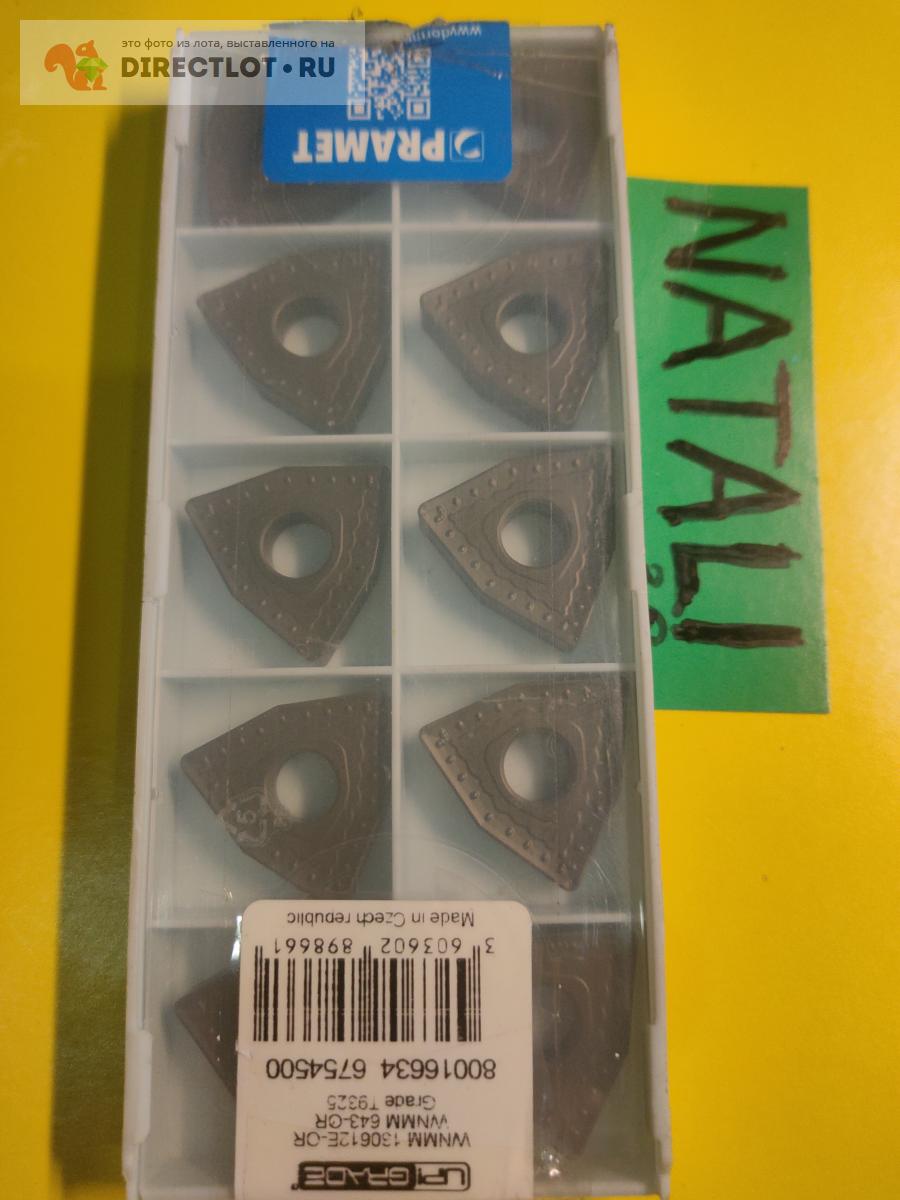 это фото из лота, выставленного на
DIRECTLOT•RU
PRAMET
NATALI
Made in Czech republic
3 603602 898661
80016634 6754500
Grade T9325
WNMM 643-OR
WNMM 130612E-OR
UP!GRADE